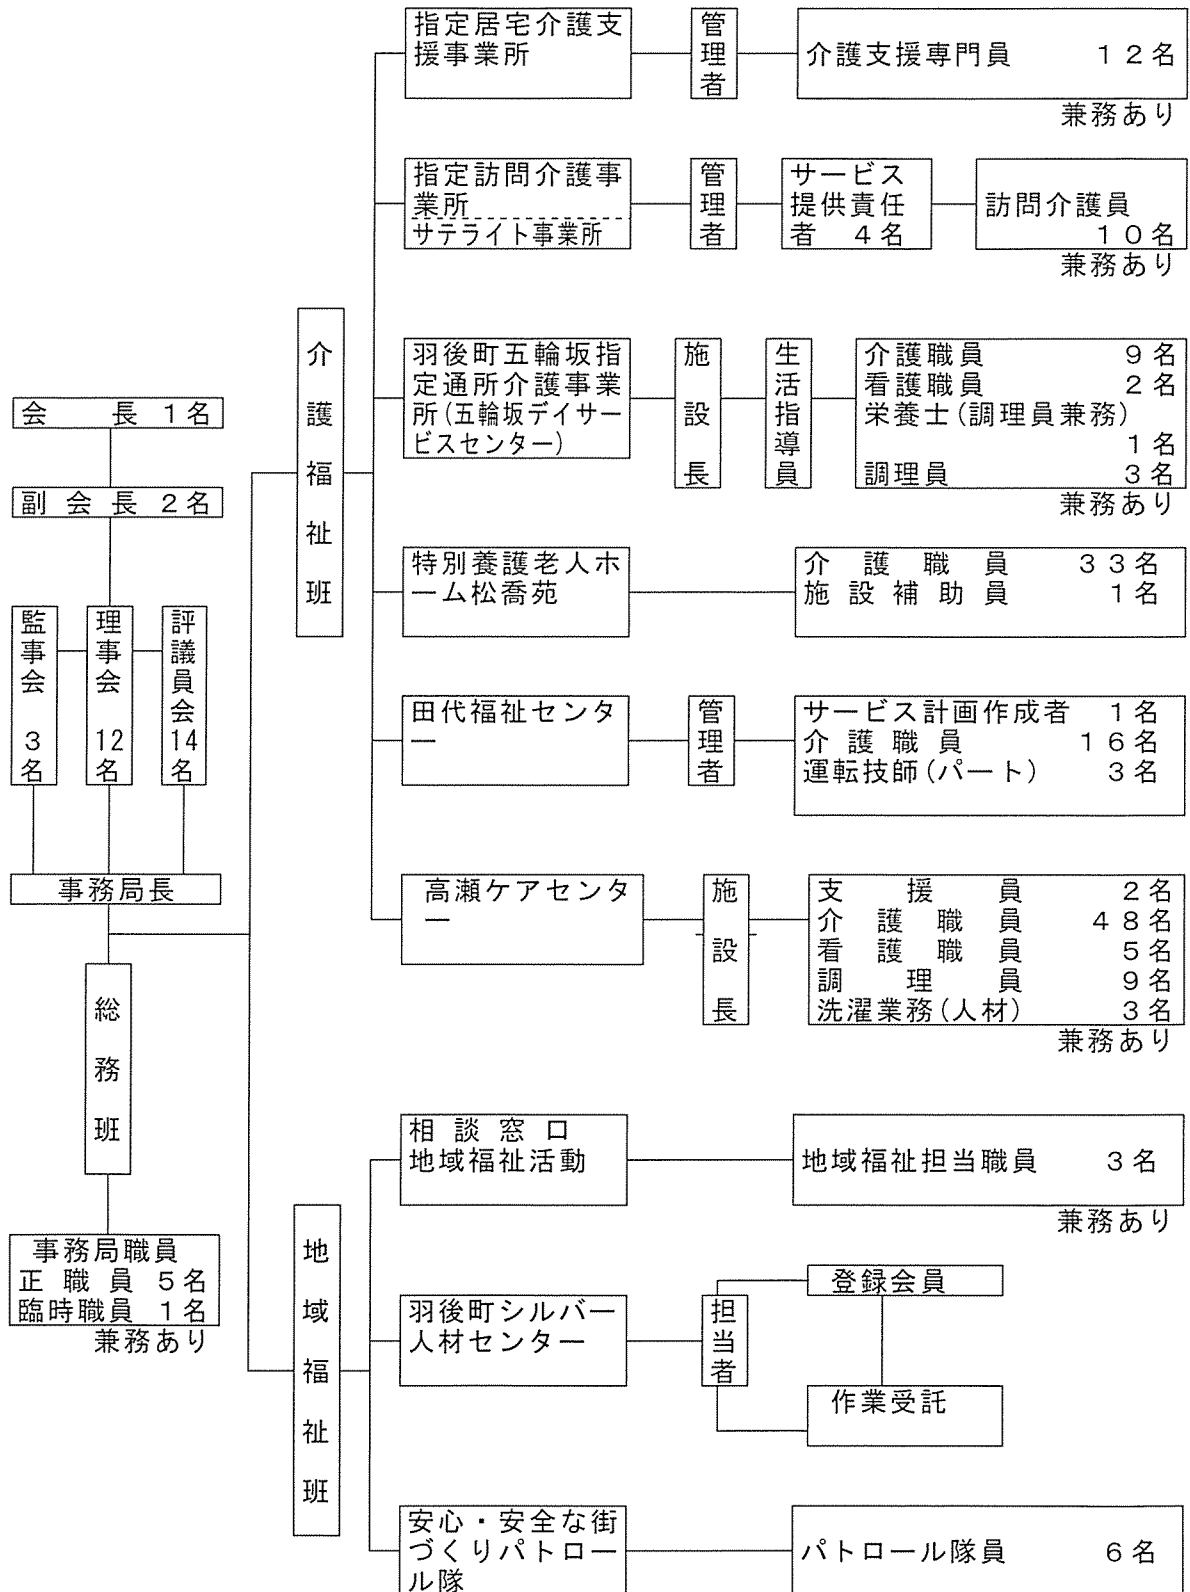 会長 1名
副会長 2名
監事会 3名
理事会 12名
評議員会14名
事務局長
総務班
事務局職員
正職員 5名
臨時職員 1名
兼務あり
介護福祉班
指定居宅介護支
援事業所
管理者
介護支援専門員 12名
兼務あり
指定訪問介護事
業所
サテライト事業所
管理者
サービス
提供責任
者 4名
訪問介護員
10名
兼務あり
羽後町五輪坂指
定通所介護事業
所(五輪坂デイサー
ビスセンター)
施設長
生活指導員
介護職員 9名
看護職員 2名
栄養士(調理員兼務)
1名
調理員 3名
兼務あり
特別養護老人ホ
ーム松喬苑
介護職員 33名
施設補助員 1名
田代福祉センタ
ー
管理者
サービス計画作成者 1名
介護職員 16名
運転技師(パート) 3名
高瀬ケアセンタ
ー
施設長
支援員 2名
介護職員 48名
看護職員 5名
調理員 9名
洗濯業務(人材) 3名
兼務あり
地域福祉班
相談窓口
地域福祉活動
地域福祉担当職員 3名
兼務あり
羽後町シルバー
人材センター
担当者
登録会員
作業受託
安心・安全な街
づくりパトロー
ル隊
パトロール隊員 6名